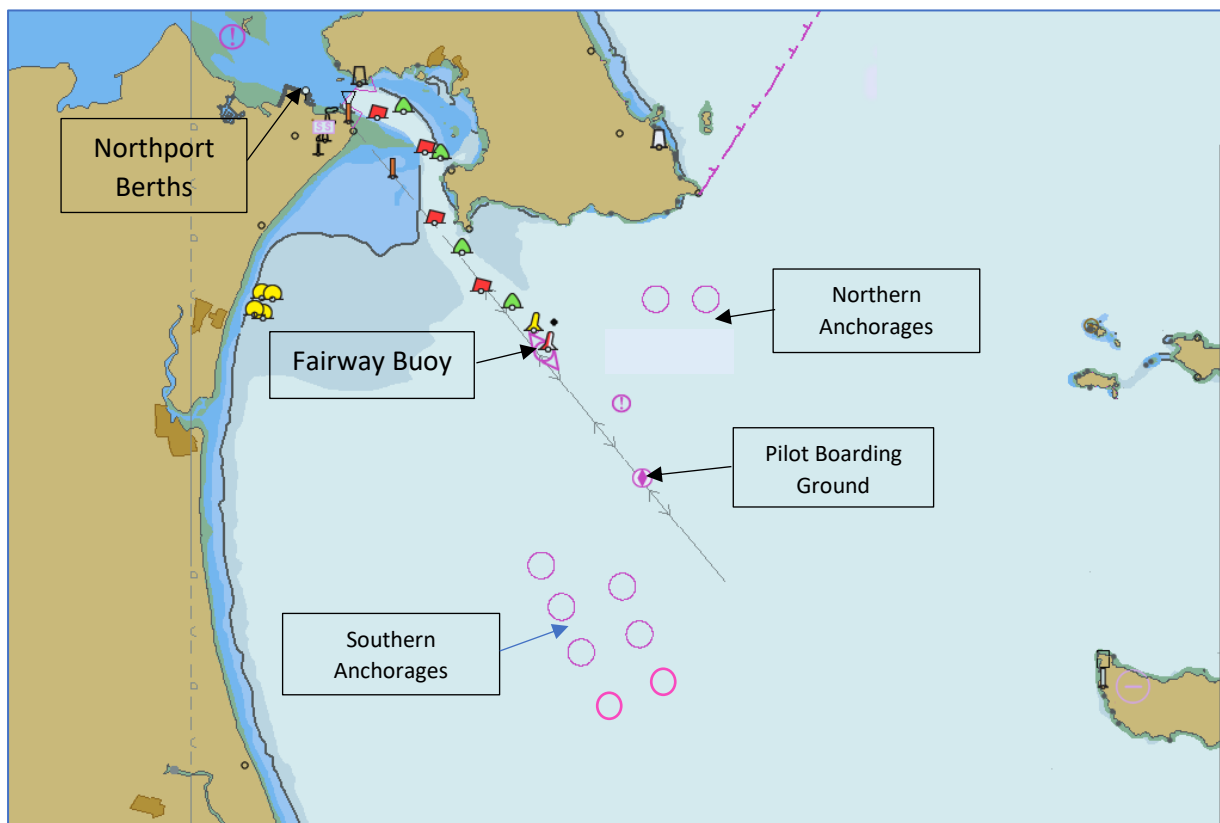 Northport
Berths
Northern
Anchorages
Fairway Buoy
Pilot Boarding
Ground
Southern
Anchorages